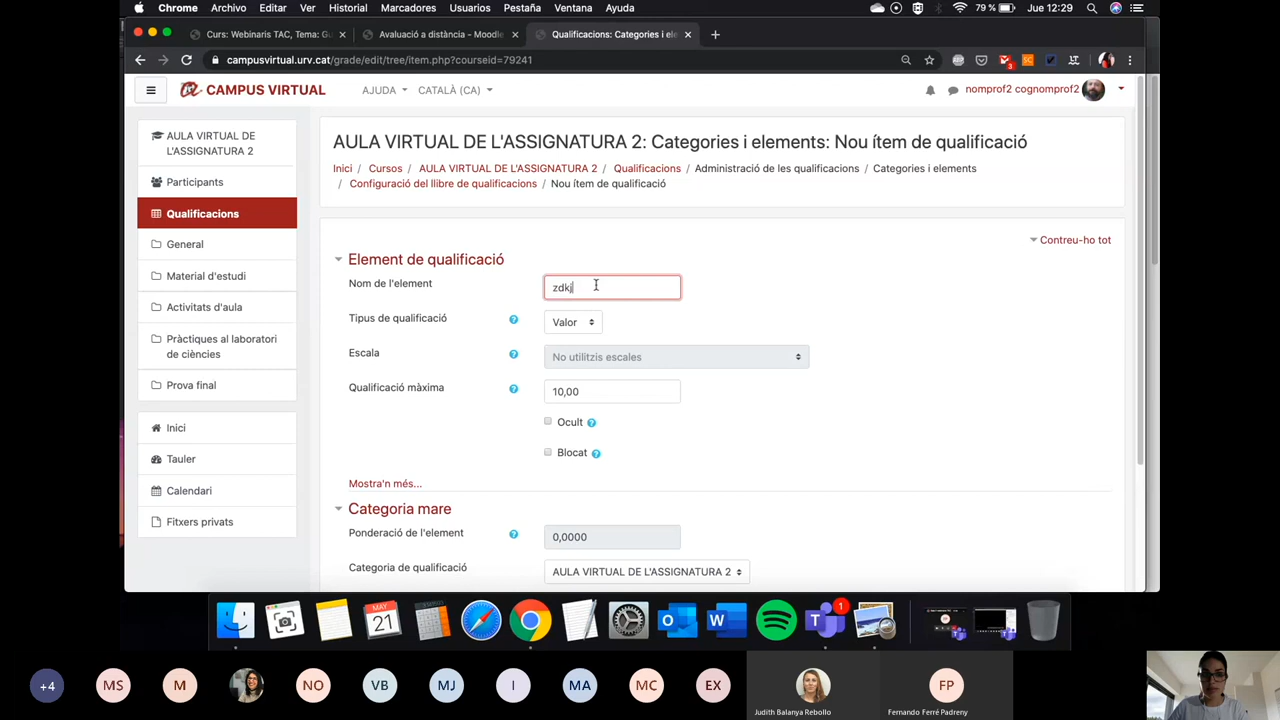 Chrome Archivo Editar Ver Historial Marcadores Usuarios Pestaña Ventana Ayuda 79 % Jue 12:29
Curs: Webinaris TAC, Tema: Gu Avaluació a distància – Moodle Qualificacions: Categories i ele
campusvirtual.urv.cat/grade/edit/tree/item.php?courseid=79241
3
CAMPUS VIRTUAL AJUDA CATALÀ (CA) nomprof2 cognomprof2
AULA VIRTUAL DE
L'ASSIGNATURA 2
Participants
Qualificacions
General
Material d'estudi
Activitats d'aula
Pràctiques al laboratori
de ciències
Prova final
Inici
Tauler
Calendari
Fitxers privats
AULA VIRTUAL DE L'ASSIGNATURA 2: Categories i elements: Nou ítem de qualificació
Inici / Cursos / AULA VIRTUAL DE L'ASSIGNATURA 2 / Qualificacions / Administració de les qualificacions / Categories i elements
/ Configuració del llibre de qualificacions / Nou ítem de qualificació
Contreu-ho tot
Element de qualificació
Nom de l'element zdkj
Tipus de qualificació ? Valor
Escala ? No utilitzis escales
Qualificació màxima ? 10,00
Ocult ?
Blocat ?
Mostra'n més...
Categoria mare
Ponderació de l'element ? 0,0000
Categoria de qualificació AULA VIRTUAL DE L'ASSIGNATURA 2
MAY
21
O W T 1
+4 MS M NO VB MJ I MA MC EX FP
Judith Balanya Rebollo Fernando Ferré Padreny